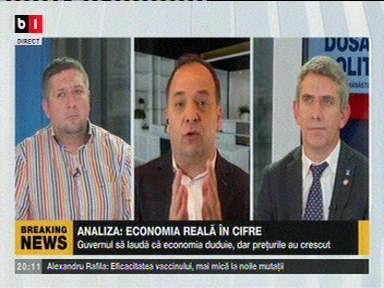 B1
DIRECT
DOSA
OLIT
MÂNĂST
BREAKING
NEWS
ANALIZA: ECONOMIA REALĂ ÎN CIFRE
Guvernul să laudă că economia duduie, dar prețurile au crescut
20:11 Alexandru Rafila: Eficacitatea vaccinului, mai mică la noile mutații